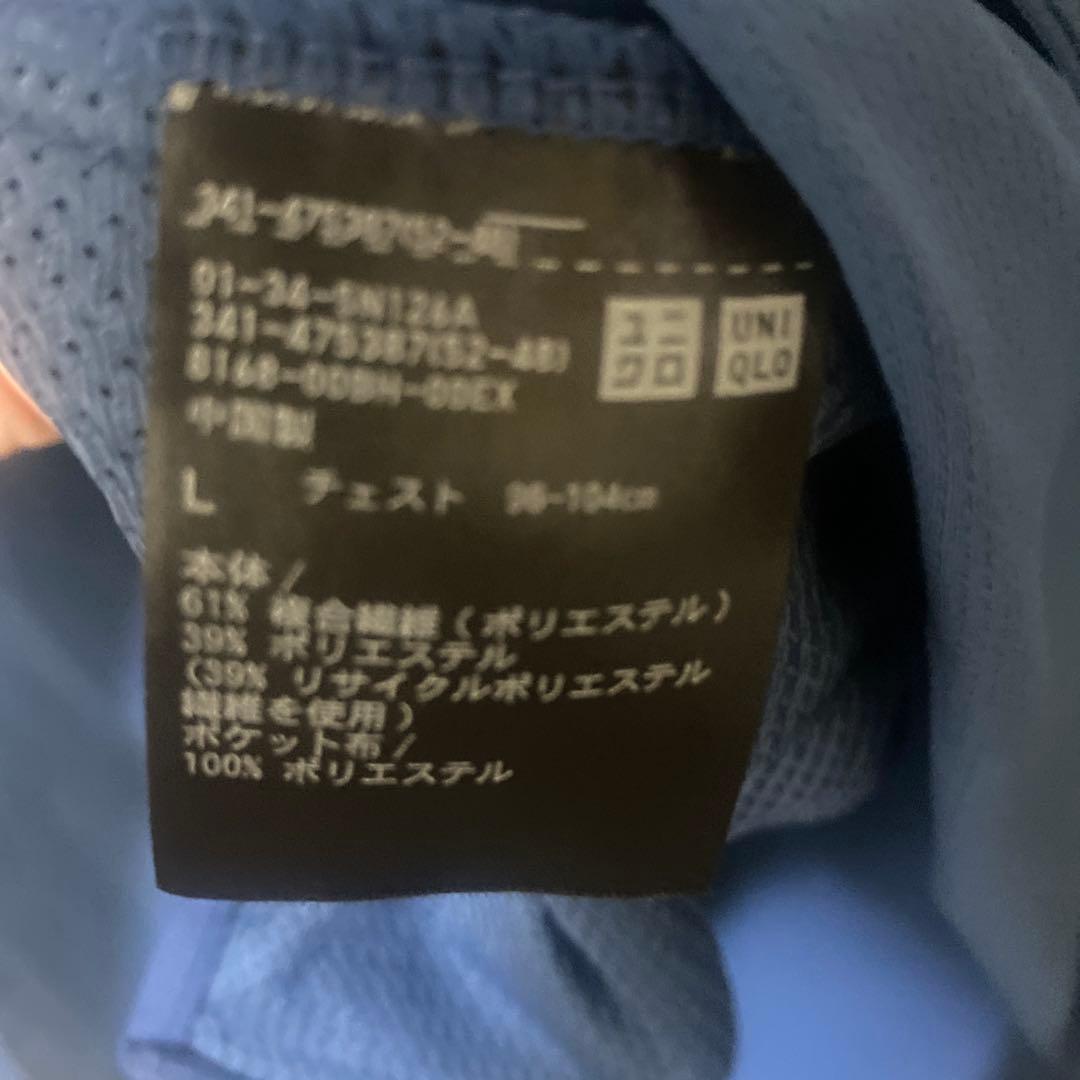 01-34-SN126A
341-475387(52-48)
中国製
ユニ
クロ
UNI
QLO
L チェスト 96-104cm
本体/
61% 複合繊維(ポリエステル)
39% ポリエステル
(39% リサイクルポリエステル
繊維を使用)
ポケット布/
100% ポリエステル